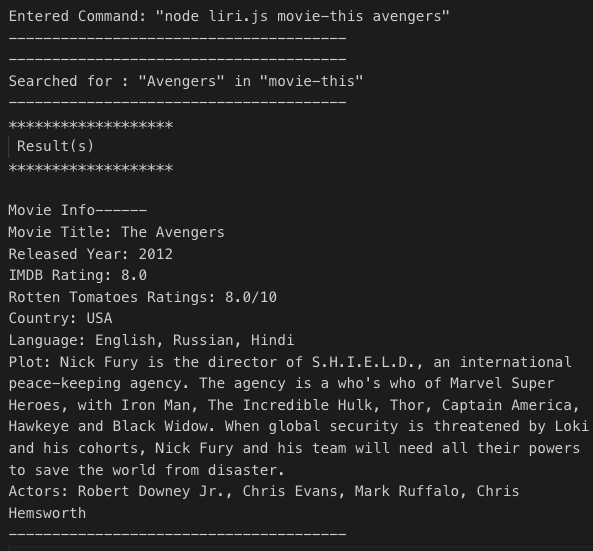 Entered Command: "node liri.js movie-this avengers"
---------------------------------------
---------------------------------------
Searched for : "Avengers" in "movie-this"
---------------------------------------
*******************
Result(s)
*******************
Movie Info------
Movie Title: The Avengers
Released Year: 2012
IMDB Rating: 8.0
Rotten Tomatoes Ratings: 8.0/10
Country: USA
Language: English, Russian, Hindi
Plot: Nick Fury is the director of S.H.I.E.L.D., an international
peace-keeping agency. The agency is a who's who of Marvel Super
Heroes, with Iron Man, The Incredible Hulk, Thor, Captain America,
Hawkeye and Black Widow. When global security is threatened by Loki
and his cohorts, Nick Fury and his team will need all their powers
to save the world from disaster.
Actors: Robert Downey Jr., Chris Evans, Mark Ruffalo, Chris
Hemsworth
---------------------------------------